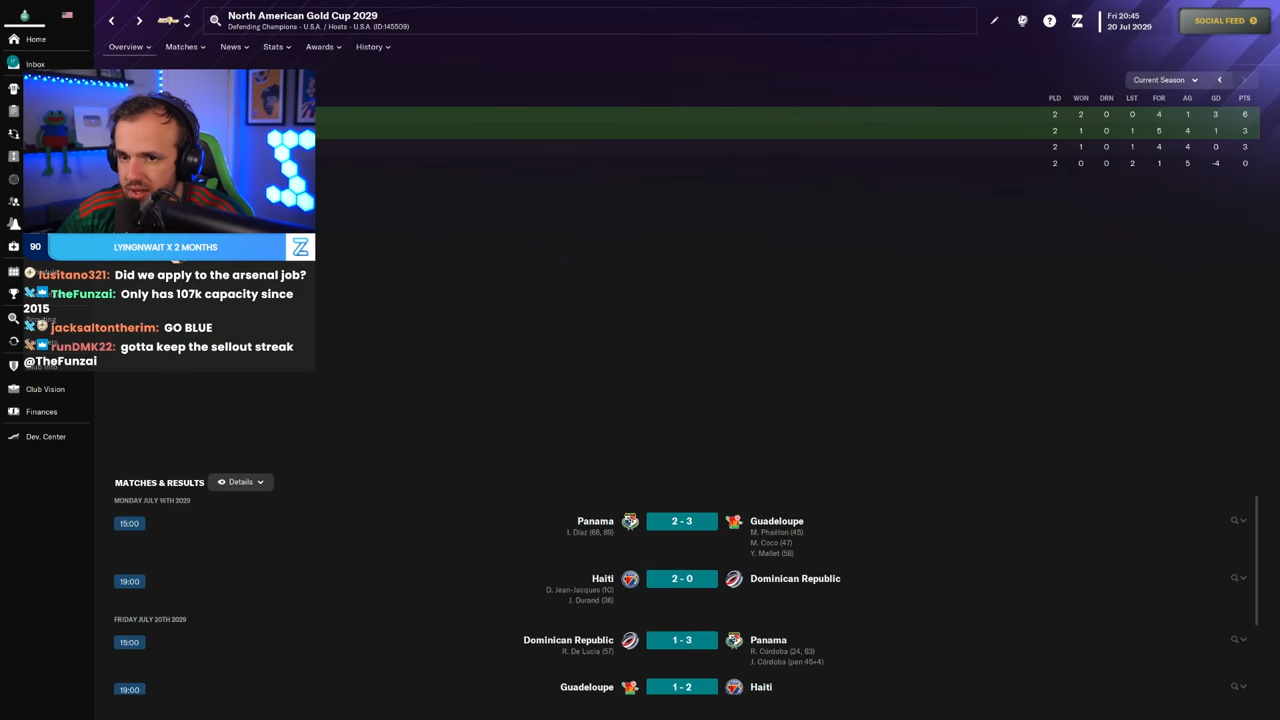 North American Gold Cup 2029
Defending Champions - U.S.A. / Hosts - U.S.A. (ID:145509)
Fri 20:45
20 Jul 2029
SOCIAL FEED
Home
Overview
Matches
News
Stats
Awards
History
Inbox
Current Season
PLD WON DRN LST FOR AG GD PTS
2 2 0 0 4 1 3 6
2 1 0 1 5 4 1 3
2 1 0 1 4 4 0 3
2 0 0 2 1 5 -4 0
90 LYINGNWAIT X 2 MONTHS
lusitano321: Did we apply to the arsenal job?
TheFunzai: Only has 107k capacity since
2015
jacksaltontherim: GO BLUE
runDMK22: gotta keep the sellout streak
@TheFunzai
Club Vision
Finances
Dev. Center
MATCHES & RESULTS Details
MONDAY JULY 16TH 2029
15:00 Panama 2 - 3 Guadeloupe
I. Díaz (68, 89) M. Phaëton (45)
M. Coco (47)
Y. Mallet (58)
19:00 Haiti 2 - 0 Dominican Republic
D. Jean-Jacques (10)
J. Durand (36)
FRIDAY JULY 20TH 2029
15:00 Dominican Republic 1 - 3 Panama
R. De Lucia (57) R. Córdoba (24, 63)
J. Córdoba (pen 45+4)
19:00 Guadeloupe 1 - 2 Haiti